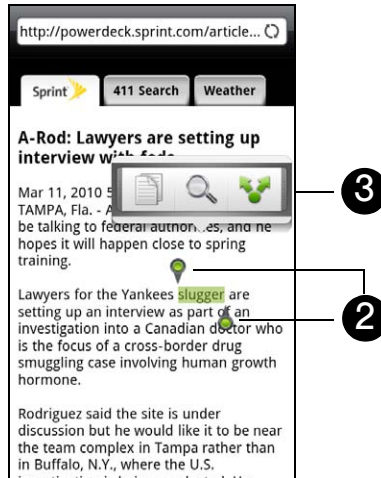 http://powerdeck.sprint.com/article...
Sprint 411 Search Weather
A-Rod: Lawyers are setting up
interview
Mar 11, 2010
TAMPA, Fla. - A
be talking to federal and he
hopes it will happen close to spring
training.
Lawyers for the Yankees slugger are
setting up an interview as part of an
investigation into a Canadian doctor who
is the focus of a cross-border drug
smuggling case involving human growth
hormone.
Rodriguez said the site is under
discussion but he would like it to be near
the team complex in Tampa rather than
in Buffalo, N.Y., where the U.S.
3
2